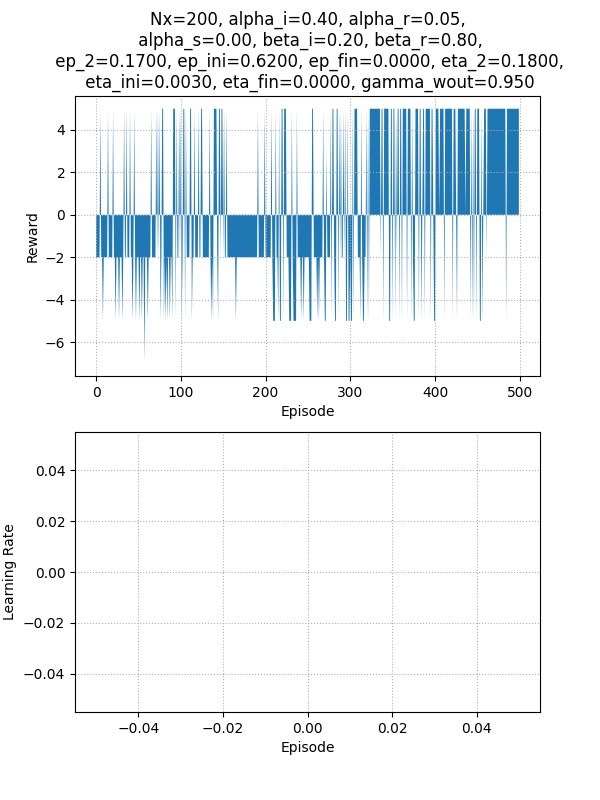 Nx=200, alpha_i=0.40, alpha_r=0.05,
alpha_s=0.00, beta_i=0.20, beta_r=0.80,
ep_2=0.1700, ep_ini=0.6200, ep_fin=0.0000, eta_2=0.1800,
eta_ini=0.0030, eta_fin=0.0000, gamma_wout=0.950
4
2
0
−2
−4
−6
Reward
0 100 200 300 400 500
Episode
0.04
0.02
0.00
−0.02
−0.04
Learning Rate
−0.04 −0.02 0.00 0.02 0.04
Episode